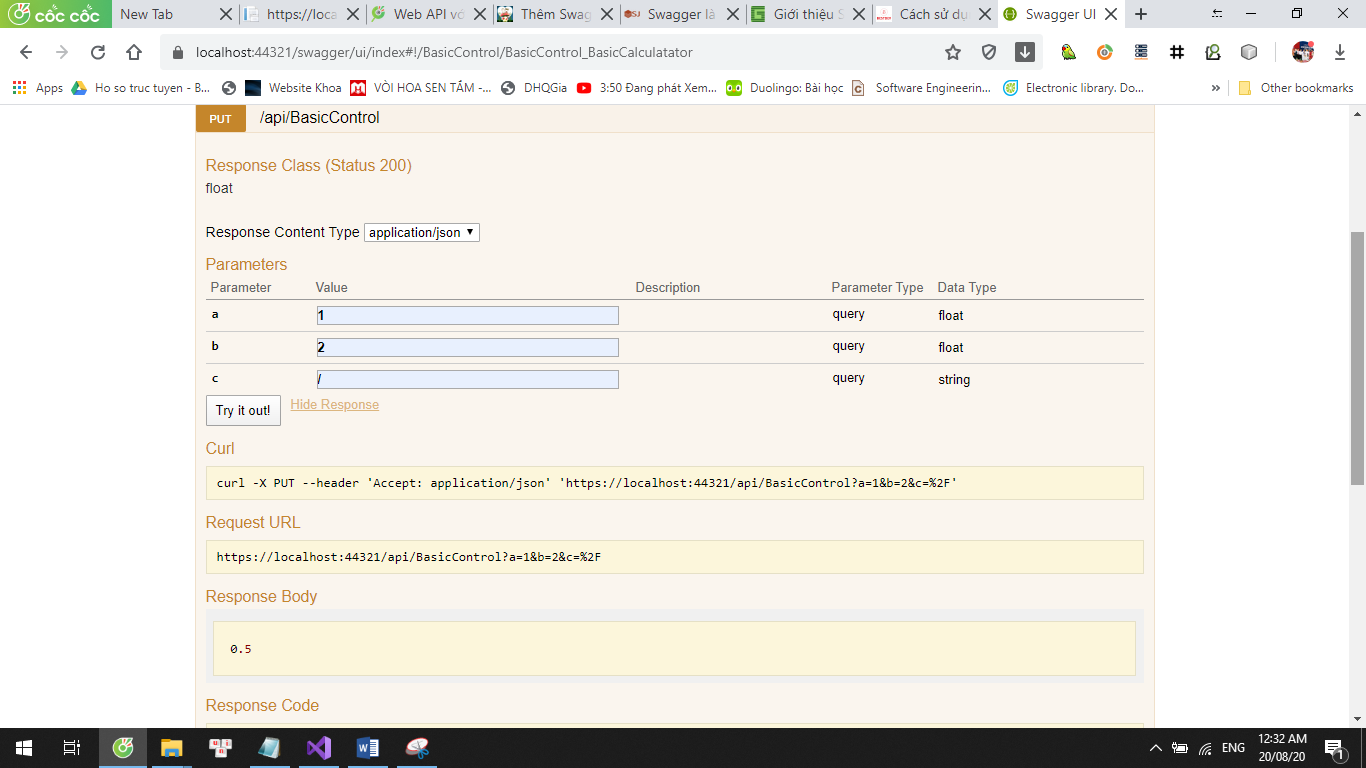 cốc cốc New Tab https://loca Web API vớ Thêm Swag Swagger là Giới thiệu S Cách sử dụ Swagger UI
localhost:44321/swagger/ui/index#!/BasicControl/BasicControl_BasicCalculatator
Apps Ho so truc tuyen - B... Website Khoa VÒI HOA SEN TẮM -... DHQGia 3:50 Đang phát Xem... Duolingo: Bài học Software Engineerin... Electronic library. Do... » Other bookmarks
PUT /api/BasicControl
Response Class (Status 200)
float
Response Content Type application/json
Parameters
Parameter Value Description Parameter Type Data Type
a 1 query float
b 2 query float
c / query string
Try it out! Hide Response
Curl
curl -X PUT --header 'Accept: application/json' 'https://localhost:44321/api/BasicControl?a=1&b=2&c=%2F'
Request URL
https://localhost:44321/api/BasicControl?a=1&b=2&c=%2F
Response Body
0.5
Response Code
ENG 12:32 AM
20/08/20 1